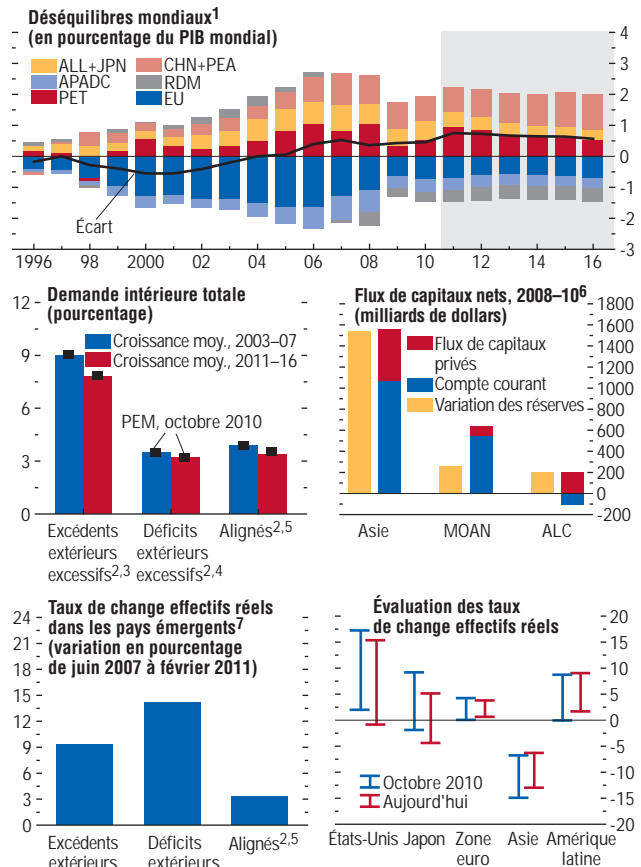 Déséquilibres mondiaux¹
(en pourcentage du PIB mondial)
ALL+JPN CHN+PEA
APADC RDM
PET EU
Écart
3
2
1
0
-1
-2
-3
1996 98 2000 02 04 06 08 10 12 14 16
Demande intérieure totale
(pourcentage)
Croissance moy., 2003–07
Croissance moy., 2011–16
PEM, octobre 2010
12
9
6
3
0
Excédents extérieurs excessifs²,³
Déficits extérieurs excessifs²,⁴
Alignés²,⁵
Flux de capitaux nets, 2008–10⁶
(milliards de dollars)
Flux de capitaux
privés
Compte courant
Variation des réserves
1800
1600
1400
1200
1000
800
600
400
200
0
-200
Asie MOAN ALC
Taux de change effectifs réels
dans les pays émergents⁷
(variation en pourcentage
de juin 2007 à février 2011)
24
21
18
15
12
9
6
3
0
Excédents extérieurs
Déficits extérieurs
Alignés²,⁵
Évaluation des taux
de change effectifs réels
Octobre 2010
Aujourd'hui
20
15
10
5
0
-5
-10
-15
-20
États-Unis Japon Zone euro Asie Amérique latine